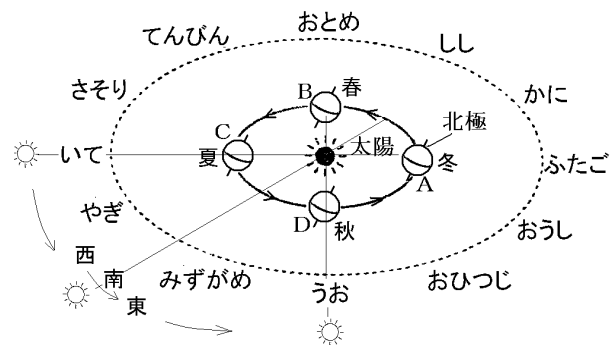 おとめ
てんびん
しし
さそり
かに
B
春
C
北極
太陽
いて
夏
冬
ふたご
A
やぎ
D
秋
おうし
西
南
みずがめ
おひつじ
うお
東